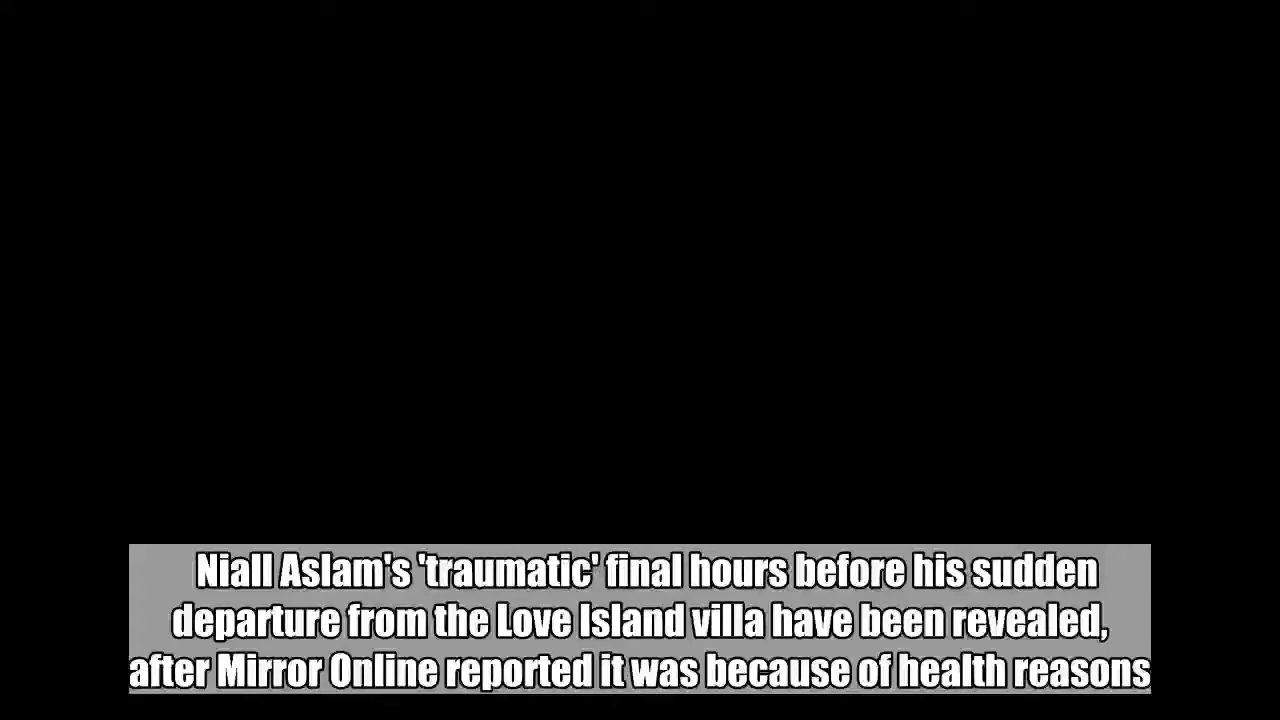 Niall Aslam's 'traumatic' final hours before his sudden
departure from the Love Island villa have been revealed,
after Mirror Online reported it was because of health reasons